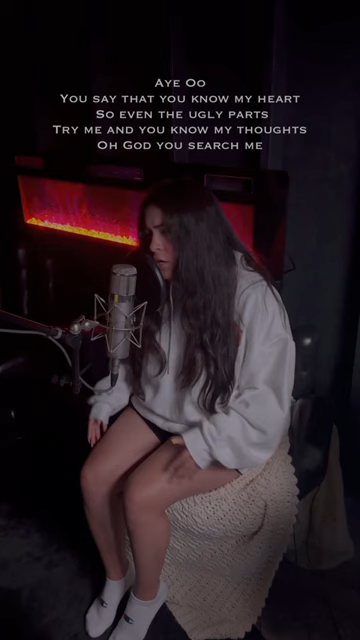 Aye Oo
You say that you know my heart
So even the ugly parts
Try me and you know my thoughts
Oh God you search me